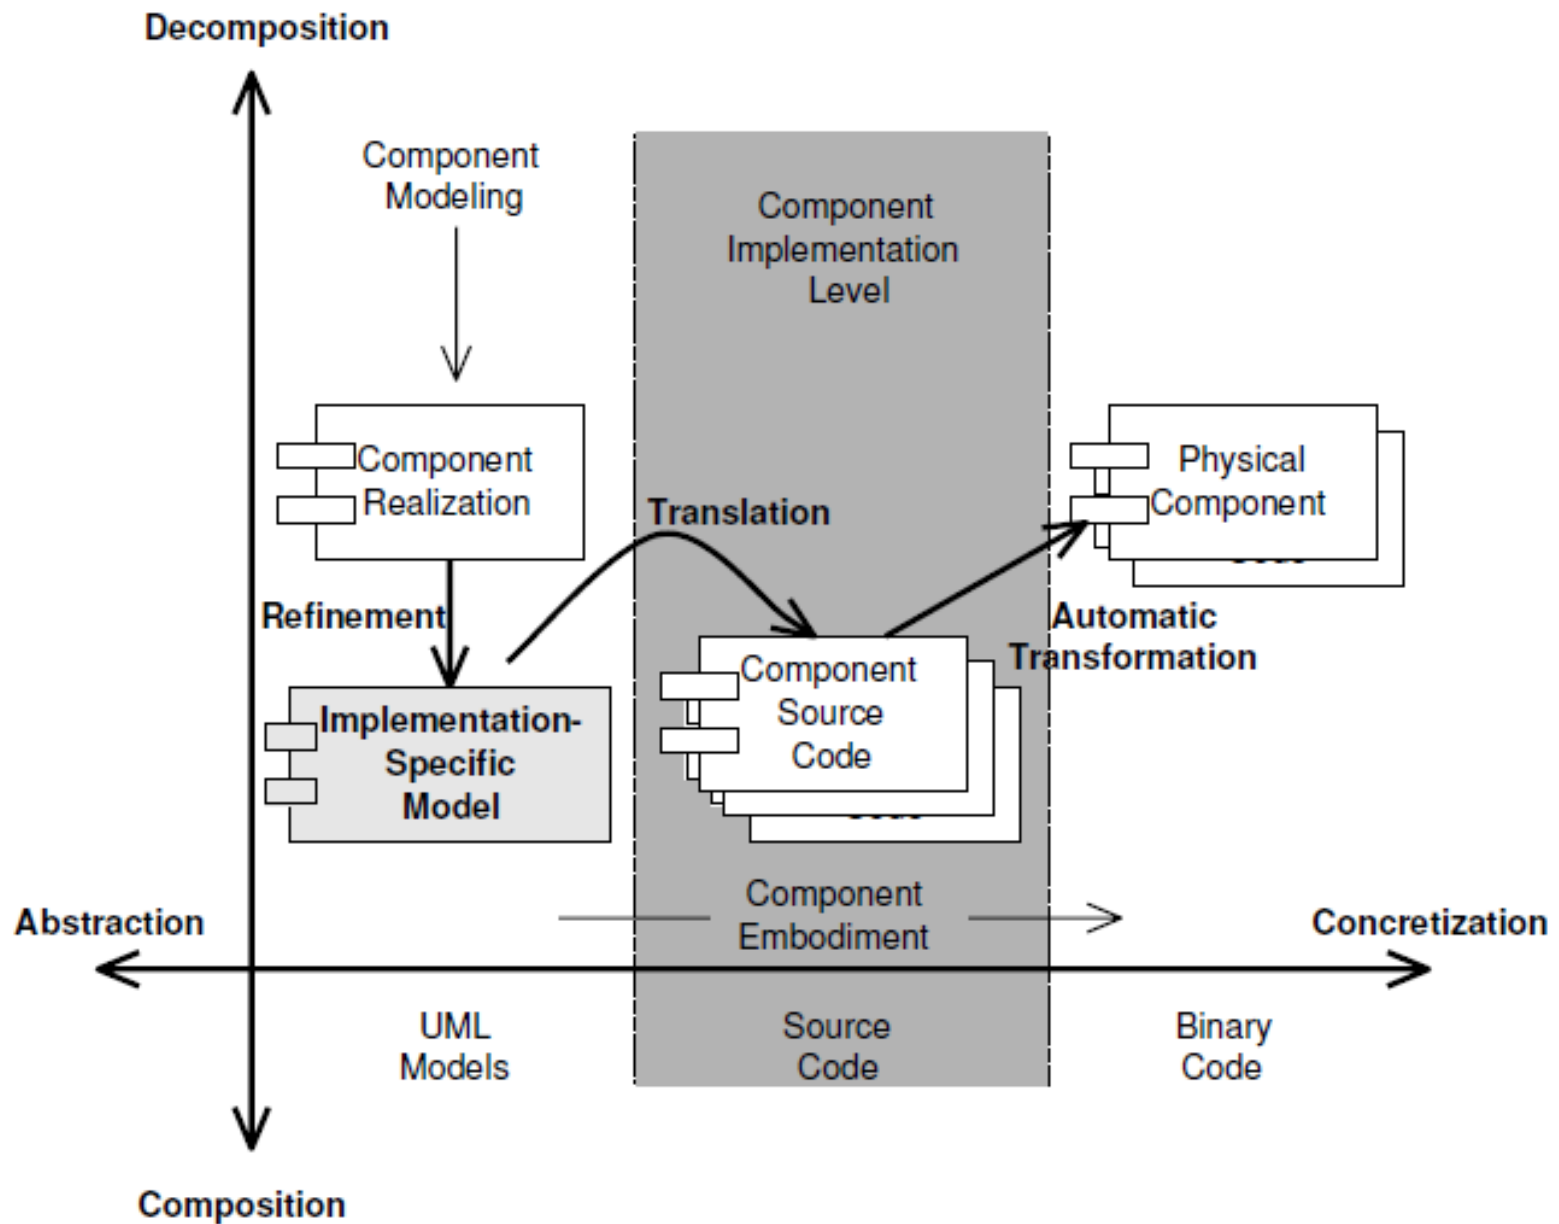 Decomposition
Component
Modeling
Component
Implementation
Level
Component
Realization
Physical
Component
Translation
Refinement
Automatic
Transformation
Implementation-
Specific
Model
Component
Source
Code
Component
Embodiment
Abstraction
Concretization
UML
Models
Source
Code
Binary
Code
Composition